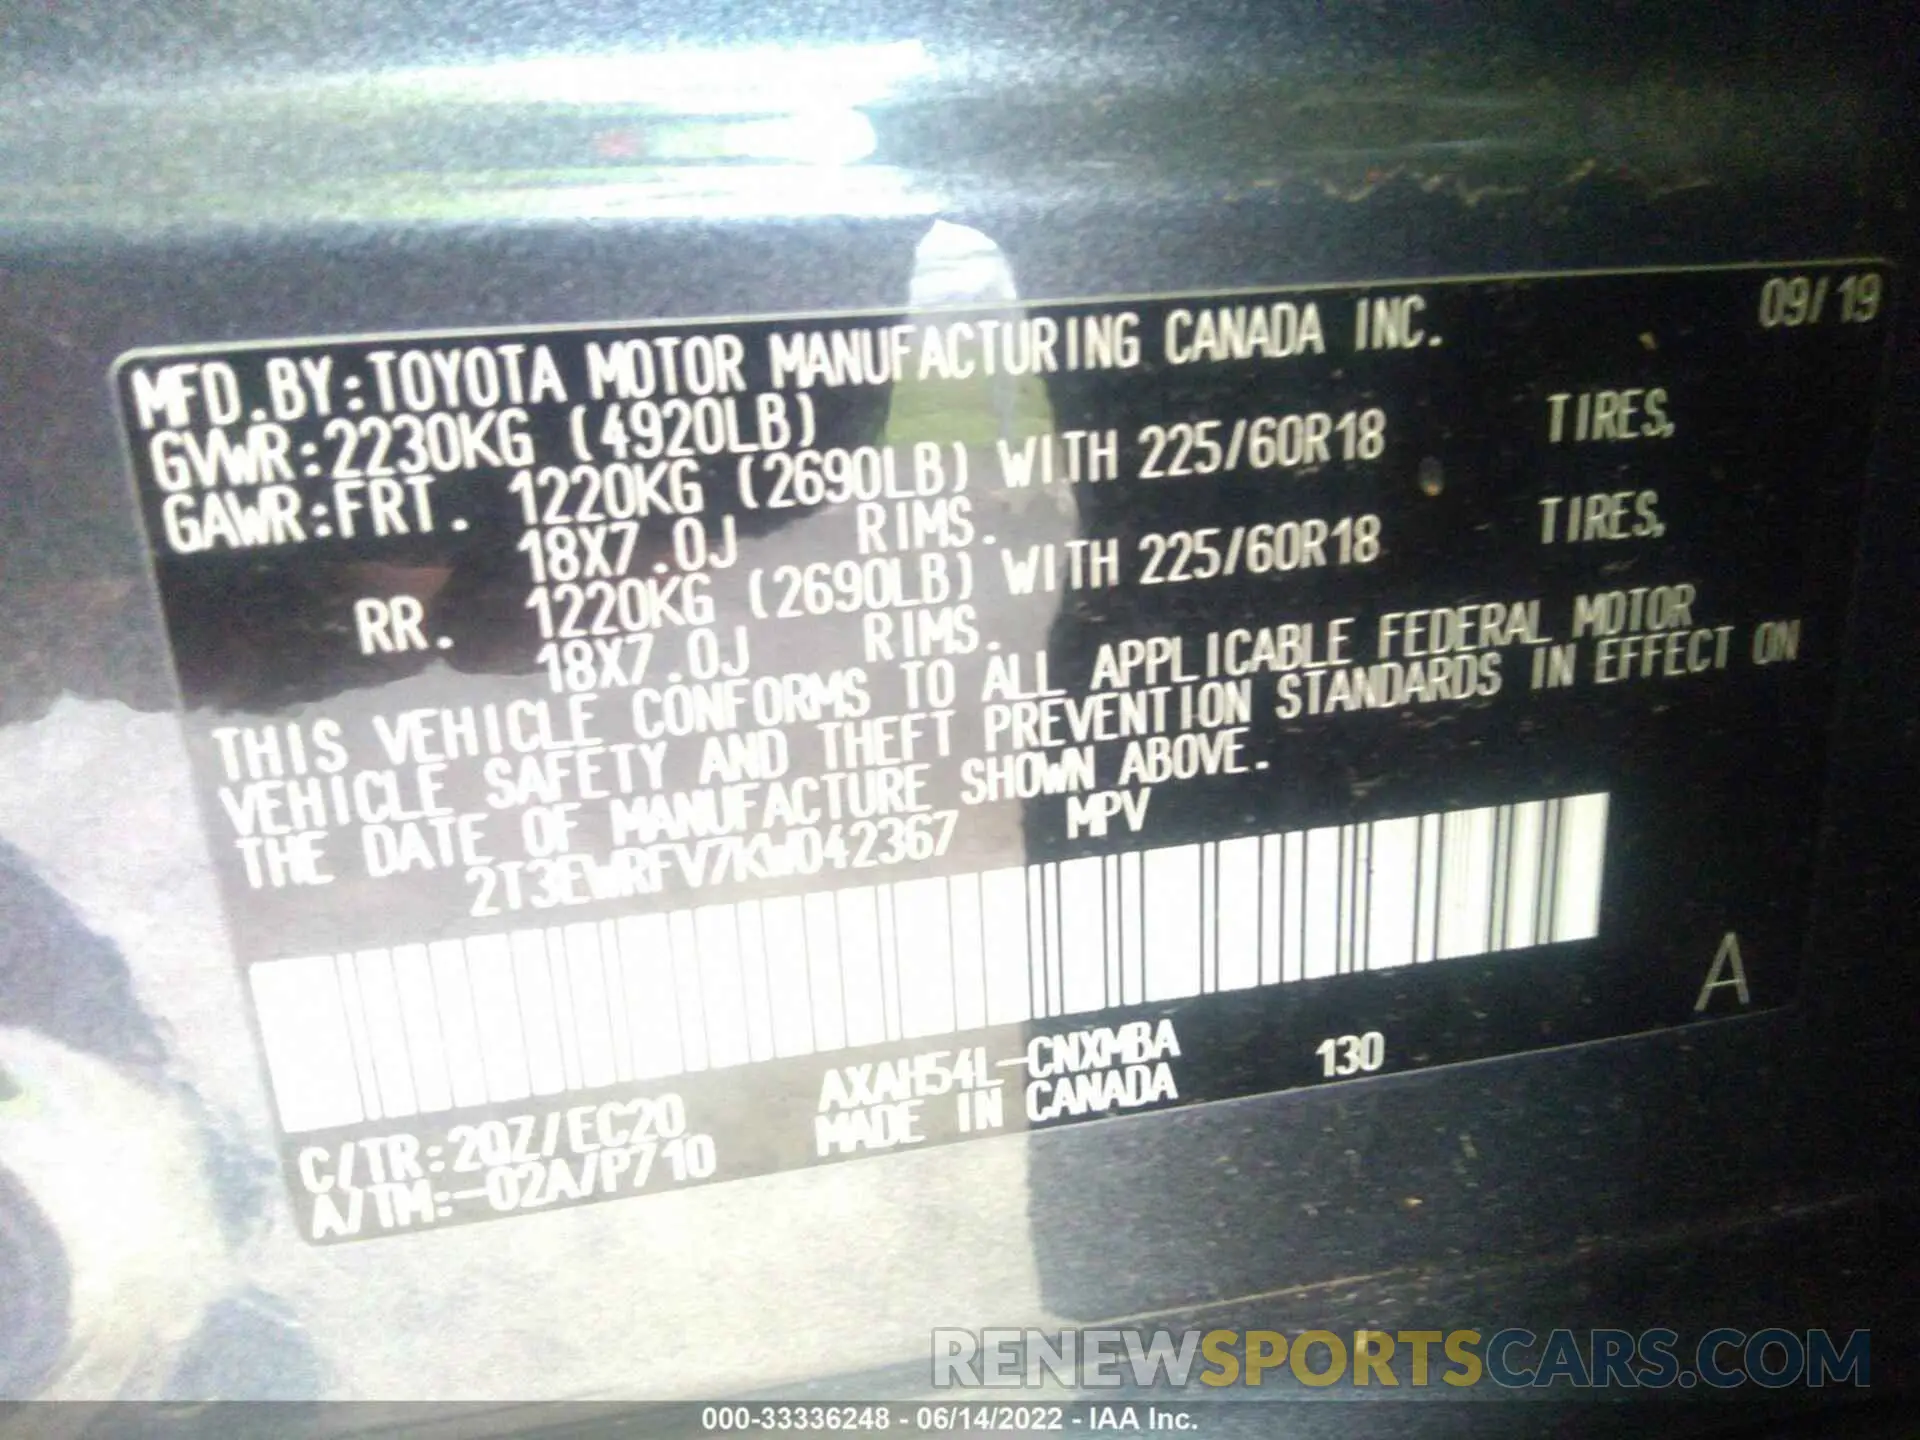 09/19
MFD.BY:TOYOTA MOTOR MANUFACTURING CANADA INC.
GVWR:2230KG (4920LB)
GAWR:FRT. 1220KG (2690LB) WITH 225/60R18 TIRES,
18X7.0J RIMS.
RR. 1220KG (2690LB) WITH 225/60R18 TIRES,
18X7.0J RIMS.
THIS VEHICLE CONFORMS TO ALL APPLICABLE FEDERAL MOTOR
VEHICLE SAFETY AND THEFT PREVENTION STANDARDS IN EFFECT ON
THE DATE OF MANUFACTURE SHOWN ABOVE.
2T3EWRFV7KW042367 MPV
A
AXAH54L-CNXMBA 130
C/TR:20Z/EC20 MADE IN CANADA
A/TM:-02A/P710
RENEWSPORTSCARS.COM
000-33336248 - 06/14/2022 - IAA Inc.